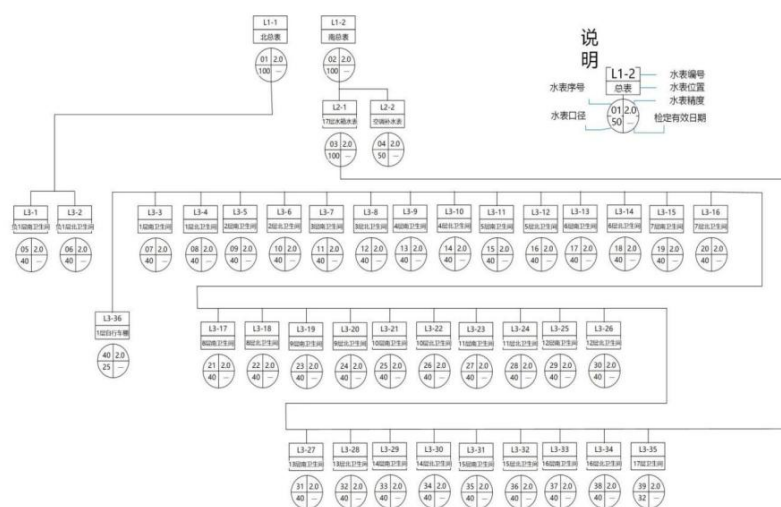 L1-1
北总表
01 2.0
100 —
L1-2
南总表
02 2.0
100 —
说明
L1-2
总表
01 2.0
50 —
水表编号
水表位置
水表精度
检定有效日期
水表序号
水表口径
L2-1
17层水箱水表
03 2.0
100 —
L2-2
空调补水表
04 2.0
50 —
L3-1
负1层南卫生间
05 2.0
40 —
L3-2
负1层北卫生间
06 2.0
40 —
L3-3
1层南卫生间
07 2.0
40 —
L3-4
1层北卫生间
08 2.0
40 —
L3-5
2层南卫生间
09 2.0
40 —
L3-6
2层北卫生间
10 2.0
40 —
L3-7
3层南卫生间
11 2.0
40 —
L3-8
3层北卫生间
12 2.0
40 —
L3-9
4层南卫生间
13 2.0
40 —
L3-10
4层北卫生间
14 2.0
40 —
L3-11
5层南卫生间
15 2.0
40 —
L3-12
5层北卫生间
16 2.0
40 —
L3-13
6层南卫生间
17 2.0
40 —
L3-14
6层北卫生间
18 2.0
40 —
L3-15
7层南卫生间
19 2.0
40 —
L3-16
7层北卫生间
20 2.0
40 —
L3-36
1层自行车棚
40 2.0
25 —
L3-17
8层南卫生间
21 2.0
40 —
L3-18
8层北卫生间
22 2.0
40 —
L3-19
9层南卫生间
23 2.0
40 —
L3-20
9层北卫生间
24 2.0
40 —
L3-21
10层南卫生间
25 2.0
40 —
L3-22
10层北卫生间
26 2.0
40 —
L3-23
11层南卫生间
27 2.0
40 —
L3-24
11层北卫生间
28 2.0
40 —
L3-25
12层南卫生间
29 2.0
40 —
L3-26
12层北卫生间
30 2.0
40 —
L3-27
13层南卫生间
31 2.0
40 —
L3-28
13层北卫生间
32 2.0
40 —
L3-29
14层南卫生间
33 2.0
40 —
L3-30
14层北卫生间
34 2.0
40 —
L3-31
15层南卫生间
35 2.0
40 —
L3-32
15层北卫生间
36 2.0
40 —
L3-33
16层南卫生间
37 2.0
40 —
L3-34
16层北卫生间
38 2.0
40 —
L3-35
17层卫生间
39 2.0
32 —